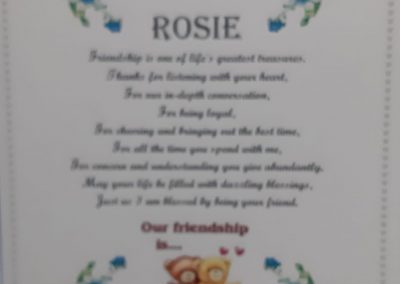 ROSIE
Friendship is one of life's greatest treasures.
Thanks for listening with your heart,
For our in-depth conversation,
For being loyal,
For sharing and bringing out the best time,
For all the time you spend with me,
For concern and understanding you give abundantly.
May your life be filled with dazzling blessings,
Just as I am blessed by being your friend.
Our friendship
is....